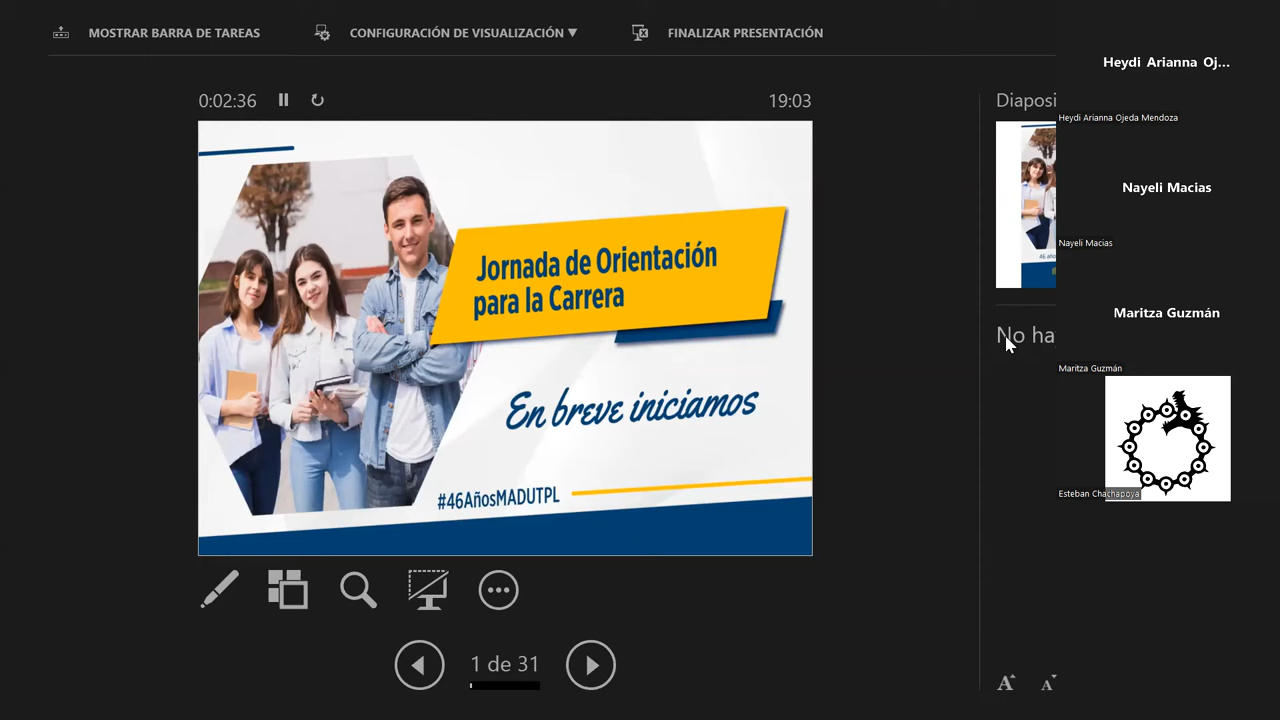 MOSTRAR BARRA DE TAREAS
CONFIGURACIÓN DE VISUALIZACIÓN ▼
FINALIZAR PRESENTACIÓN
0:02:36
19:03
Jornada de Orientación
para la Carrera
En breve iniciamos
#46AñosMADUTPL
1 de 31
Diaposi
46 año
No ha
A A
Heydi Arianna Oj...
Heydi Arianna Ojeda Mendoza
Nayeli Macias
Nayeli Macias
Maritza Guzmán
Maritza Guzmán
Esteban Chachapoya